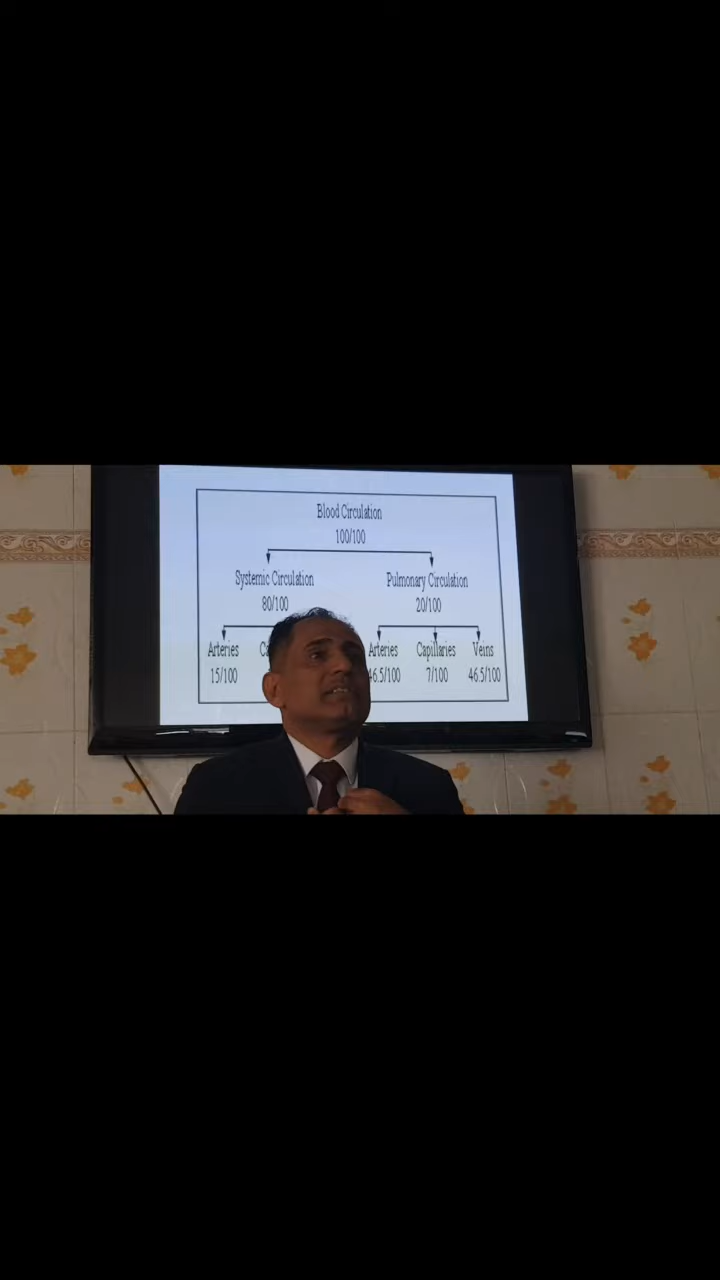 Blood Circulation
100/100
Systemic Circulation Pulmonary Circulation
80/100 20/100
Arteries Arteries Capillaries Veins
15/100 46.5/100 7/100 46.5/100